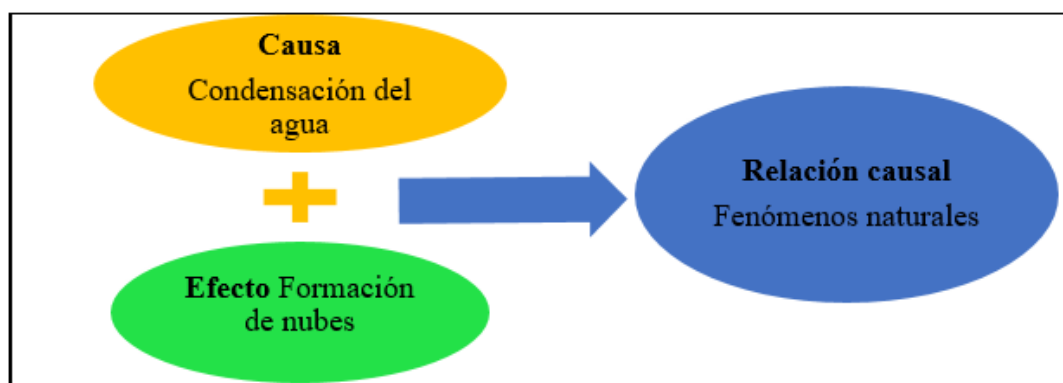 Causa
Condensación del
agua
Efecto Formación
de nubes
Relación causal
Fenómenos naturales